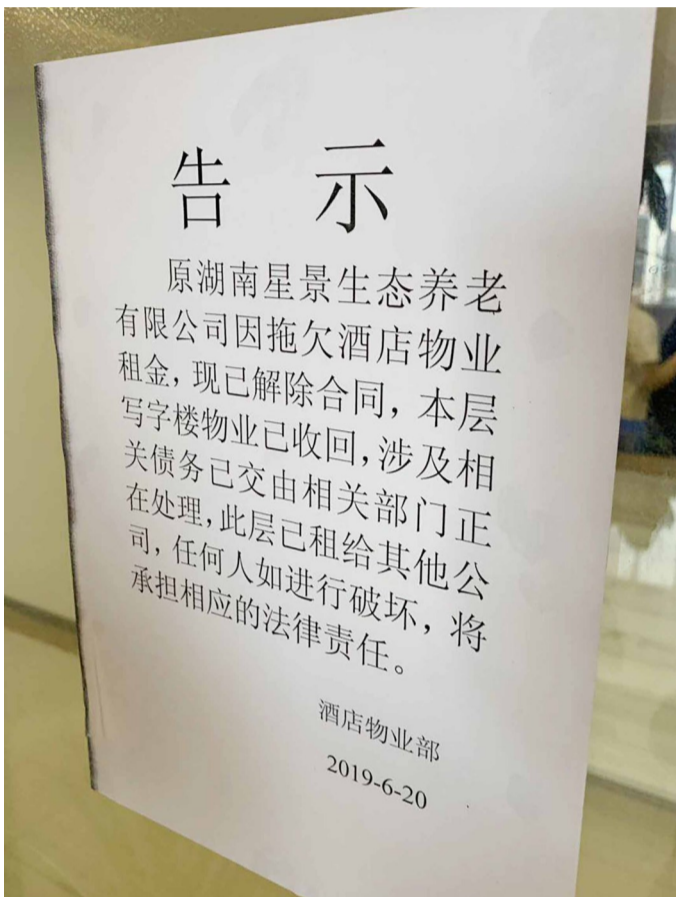 告 示
原湖南星景生态养老
有限公司因拖欠酒店物业
租金，现已解除合同，本层
写字楼物业已收回，涉及相
关债务已交由相关部门正
在处理，此层已租给其他公
司，任何人如进行破坏，将
承担相应的法律责任。
酒店物业部
2019-6-20